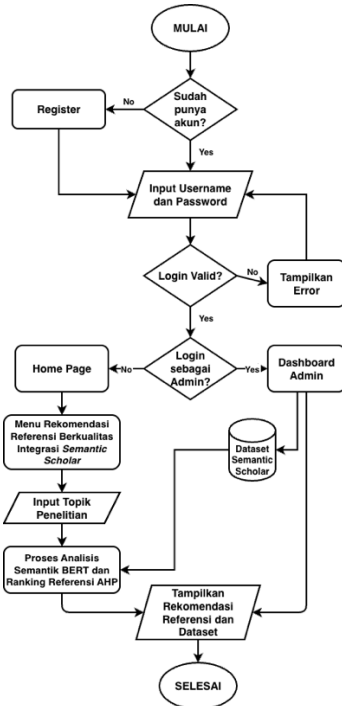 MULAI
Sudah
punya
akun?
No
Register
Yes
Input Username
dan Password
Login Valid?
No
Tampilkan
Error
Yes
Login
sebagai
Admin?
No
Home Page
Yes
Dashboard
Admin
Menu Rekomendasi
Referensi Berkualitas
Integrasi Semantic
Scholar
Dataset
Semantic
Scholar
Input Topik
Penelitian
Proses Analisis
Semantik BERT dan
Ranking Referensi AHP
Tampilkan
Rekomendasi
Referensi dan
Dataset
SELESAI